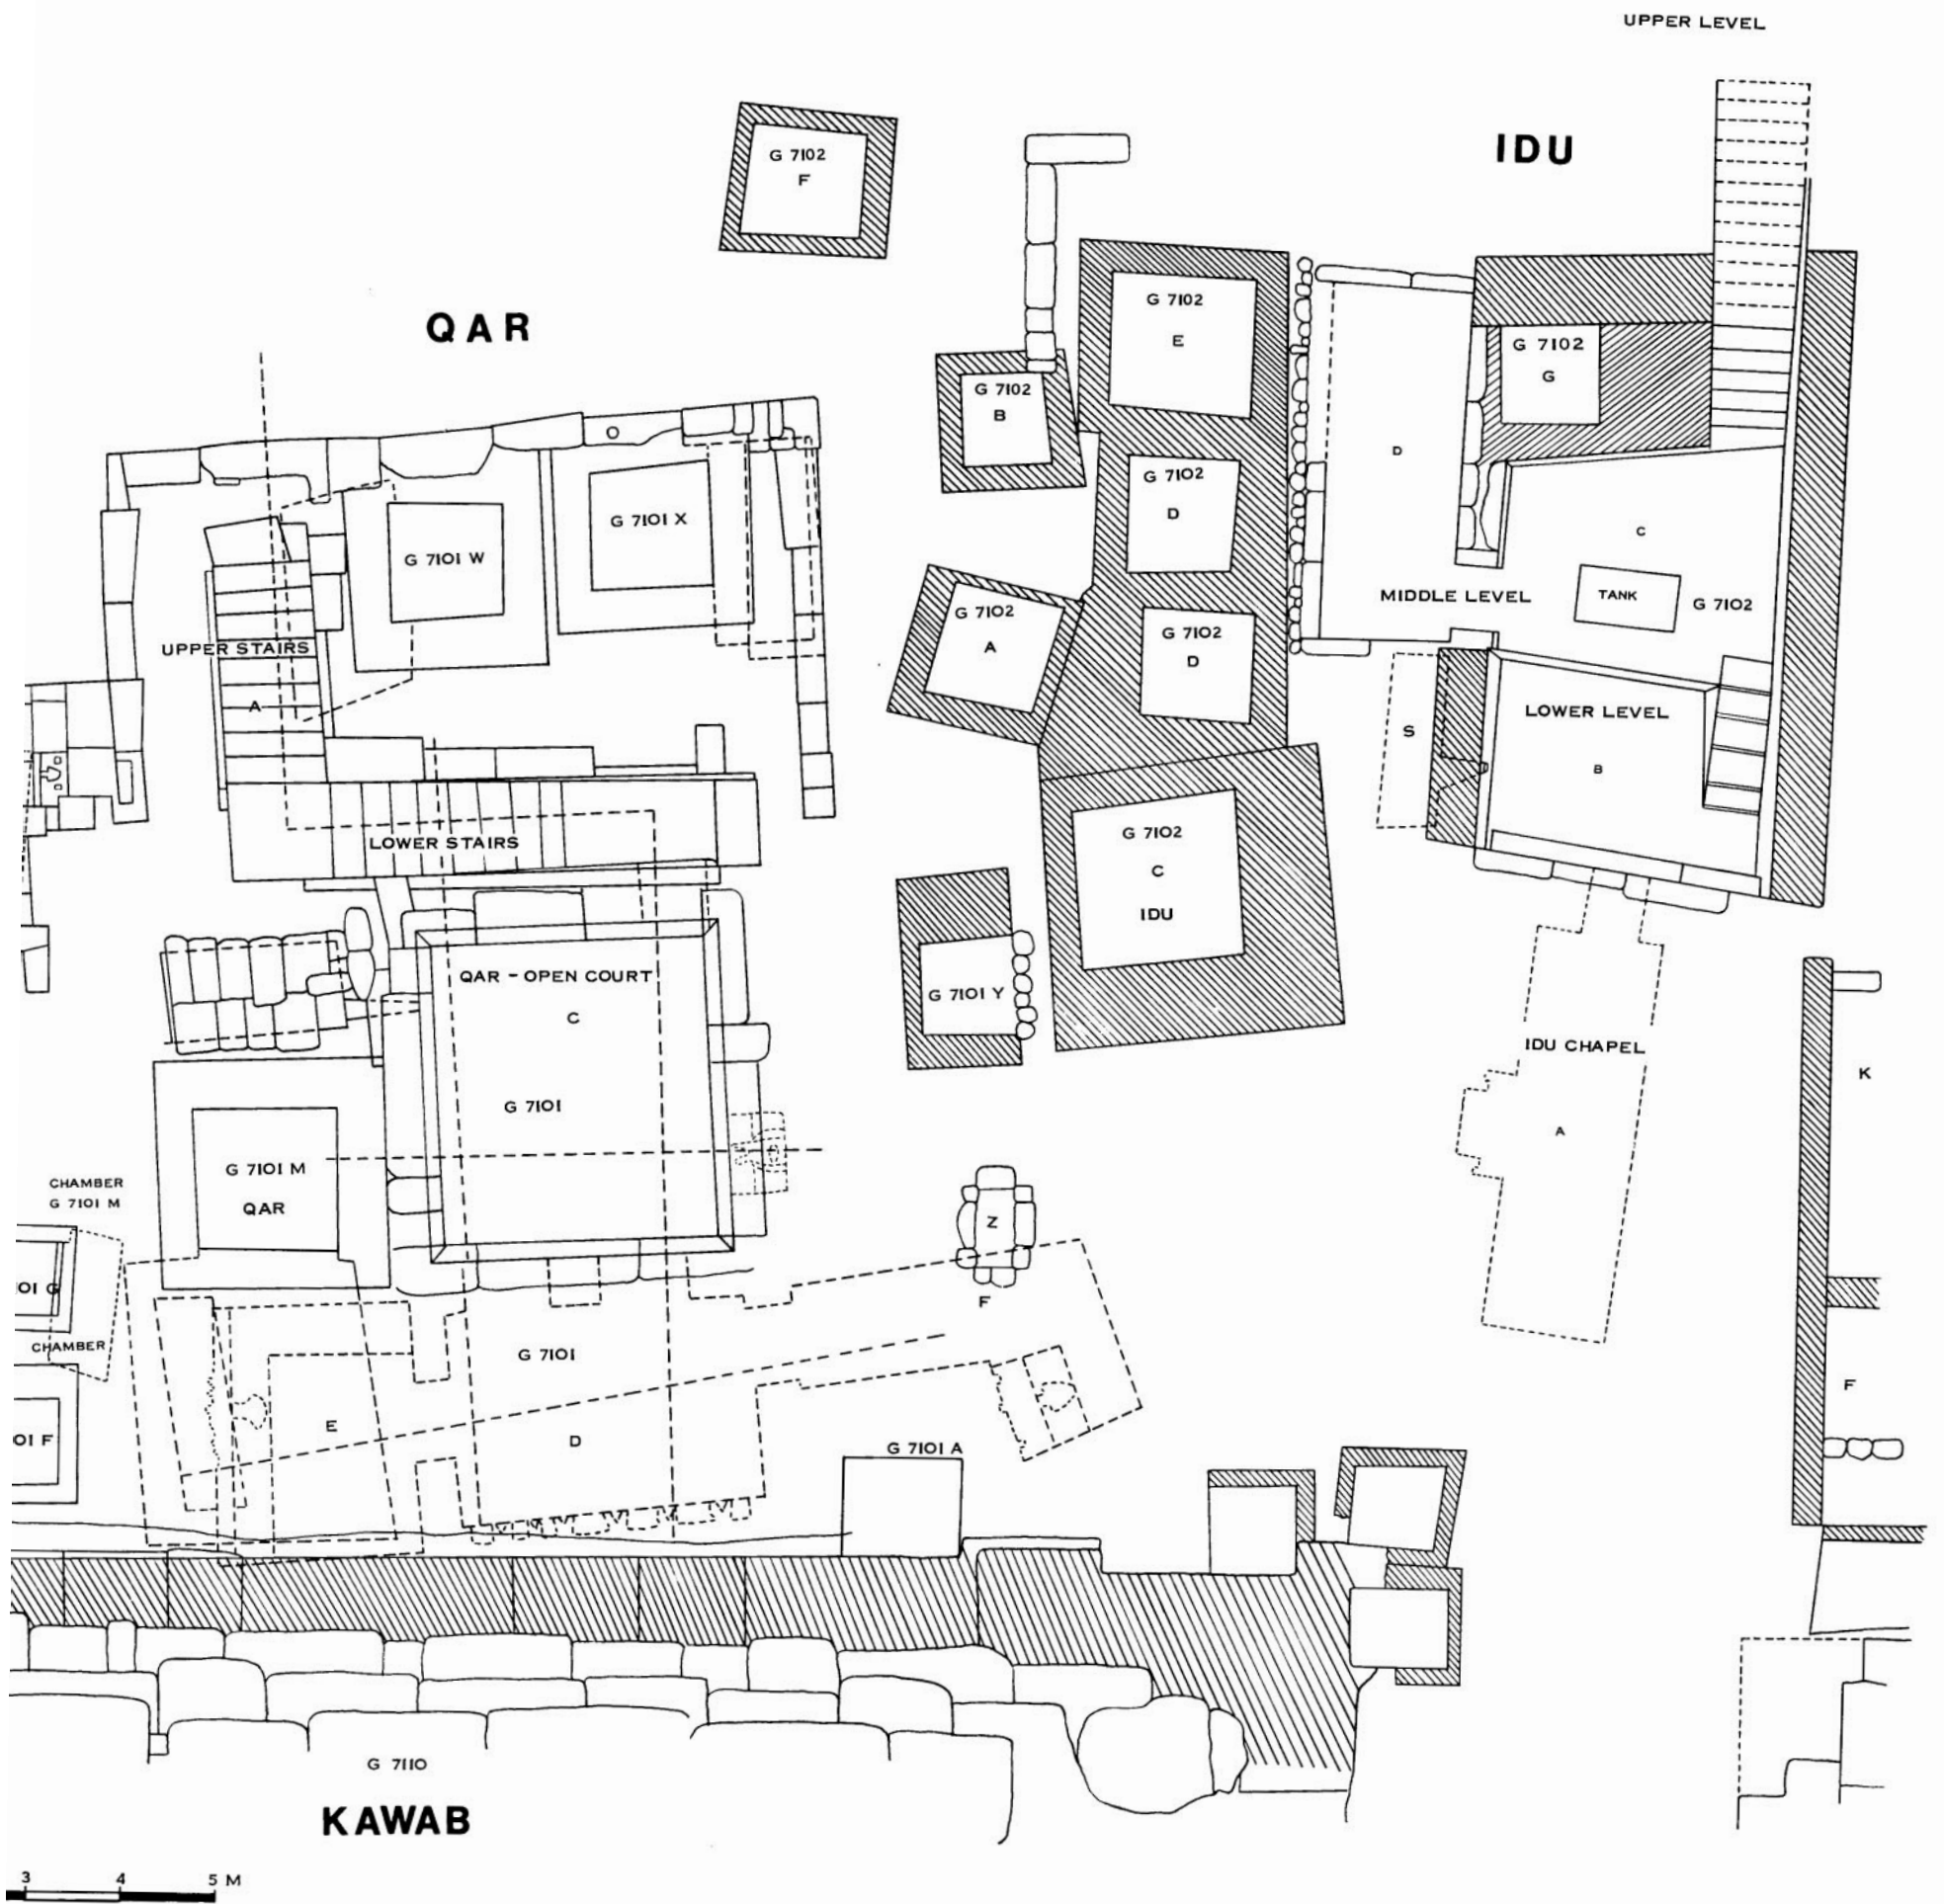 UPPER LEVEL
IDU
G 7102
F
QAR
G 7102
E
G 7102
B
G 7102
G
D
G 7102
D
G 7101 X
G 7101 W
C
MIDDLE LEVEL
TANK
G 7102
G 7102
A
G 7102
D
UPPER STAIRS
A
LOWER LEVEL
S
B
LOWER STAIRS
G 7102
C
IDU
QAR - OPEN COURT
C
G 7101 Y
IDU CHAPEL
K
G 7101
A
G 7101 M
QAR
CHAMBER
G 7101 M
Z
01 G
F
CHAMBER
G 7101
F
E
D
01 F
G 7101 A
G 7110
KAWAB
3 4 5 M